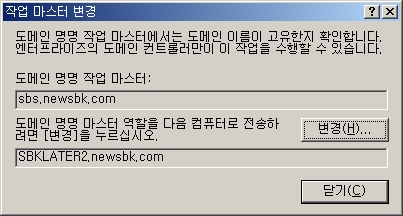 작업 마스터 변경
도메인 명명 작업 마스터에서는 도메인 이름이 고유한지 확인합니다.
엔터프라이즈의 도메인 컨트롤러만이 이 작업을 수행할 수 있습니다.
도메인 명명 작업 마스터:
sbs.newsbk.com
도메인 명명 마스터 역할을 다음 컴퓨터로 전송하
려면 [변경]을 누르십시오.
변경(H)...
SBKLATER2.newsbk.com
닫기(C)